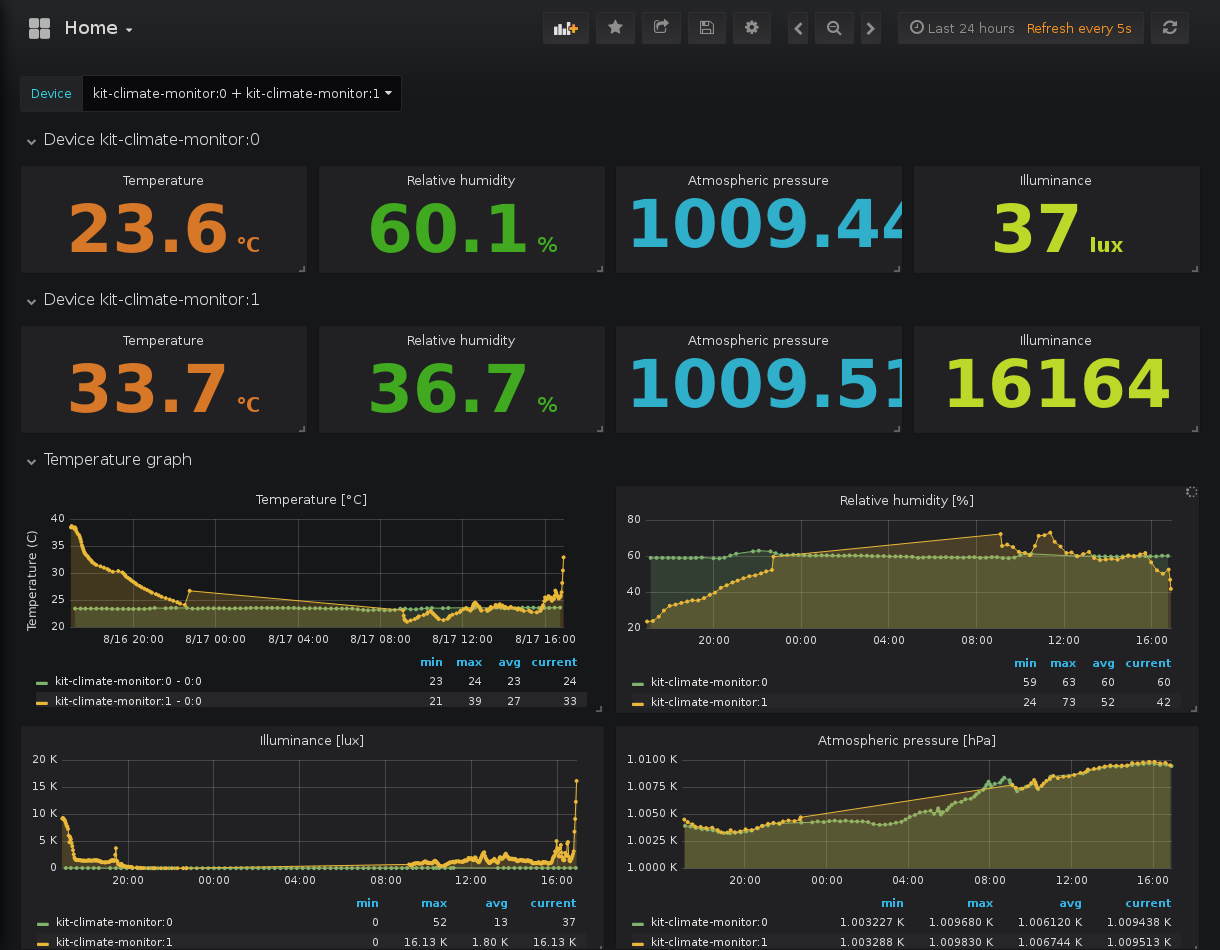 Home
Last 24 hours Refresh every 5s
Device kit-climate-monitor:0 + kit-climate-monitor:1
Device kit-climate-monitor:0
Temperature Relative humidity Atmospheric pressure Illuminance
23.6 °C 60.1 % 1009.44 37 lux
Device kit-climate-monitor:1
Temperature Relative humidity Atmospheric pressure Illuminance
33.7 °C 36.7 % 1009.51 16164
Temperature graph
Temperature [°C]
Temperature (C)
40
35
30
25
20
8/16 20:00 8/17 00:00 8/17 04:00 8/17 08:00 8/17 12:00 8/17 16:00
min max avg current
kit-climate-monitor:0 - 0:0 23 24 23 24
kit-climate-monitor:1 - 0:0 21 39 27 33
Relative humidity [%]
80
60
40
20
20:00 00:00 04:00 08:00 12:00 16:00
min max avg current
kit-climate-monitor:0 59 63 60 60
kit-climate-monitor:1 24 73 52 42
Illuminance [lux]
20 K
15 K
10 K
5 K
0
20:00 00:00 04:00 08:00 12:00 16:00
min max avg current
kit-climate-monitor:0 0 52 13 37
kit-climate-monitor:1 0 16.13 K 1.80 K 16.13 K
Atmospheric pressure [hPa]
1.0100 K
1.0075 K
1.0050 K
1.0025 K
1.0000 K
20:00 00:00 04:00 08:00 12:00 16:00
min max avg current
kit-climate-monitor:0 1.003227 K 1.009680 K 1.006120 K 1.009438 K
kit-climate-monitor:1 1.003288 K 1.009830 K 1.006744 K 1.009513 K